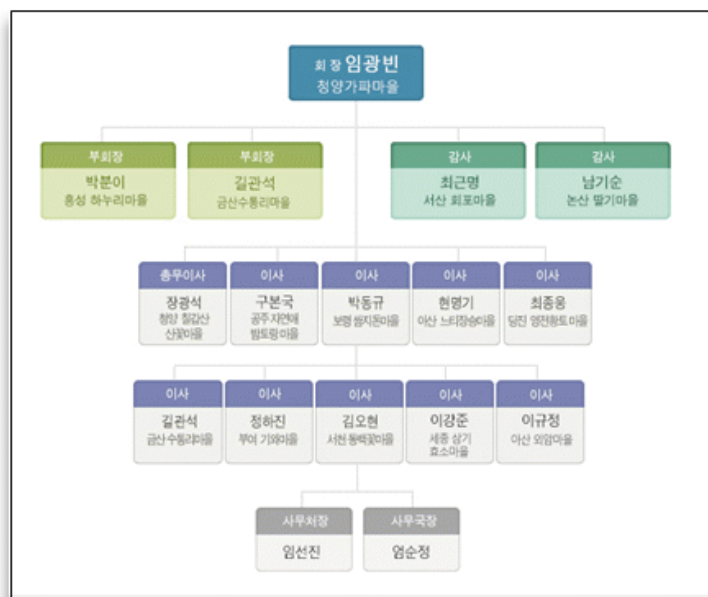 회 장 임광빈
청양가파마을
부회장
박분이
홍성 하누리마을
부회장
길관석
금산수통리마을
감사
최근명
서산 회포마을
감사
남기순
논산 딸기마을
총무이사
장광석
청양 칠갑산
산꽃마을
이사
구본국
공주 자연애
밤토랑 마을
이사
박동규
보령 쌈지돈마을
이사
현명기
아산 느티장승마을
이사
최종웅
당진 영전황토 마을
이사
길관석
금산 수통리마을
이사
정하진
부여 기와마을
이사
김오현
서천 동백꽃마을
이사
이강준
세종 삼기
효소마을
이사
이규정
아산 외암마을
사무처장
임선진
사무국장
염순정